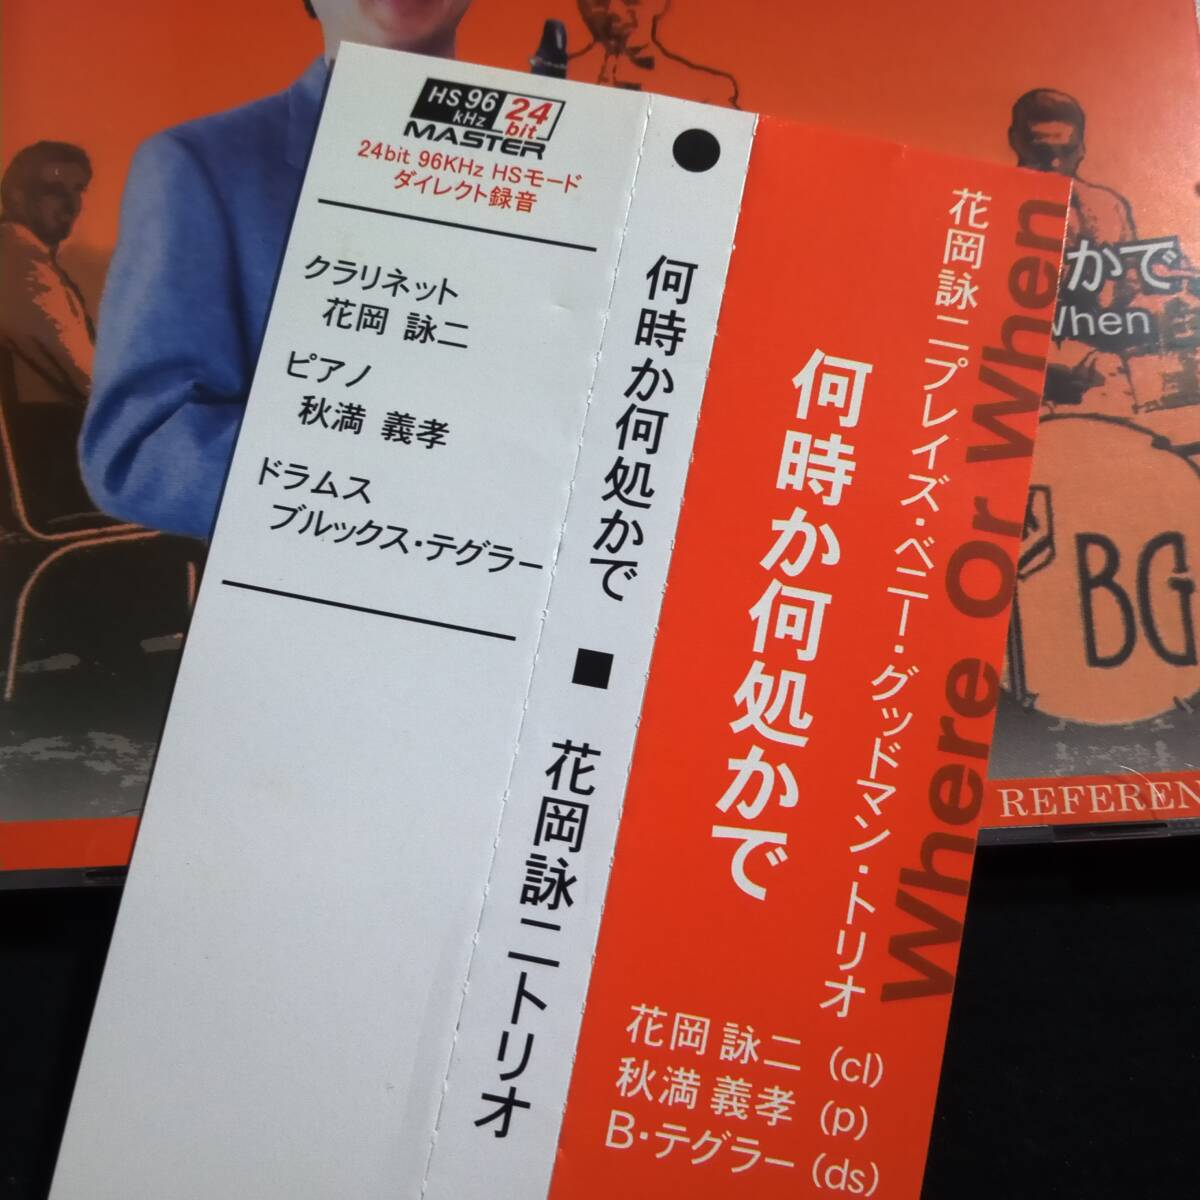 HS 96 kHz 24 bit
MASTER
24bit 96KHz HSモード
ダイレクト録音
クラリネット
花岡 詠二
ピアノ
秋満 義孝
ドラムス
ブルックス・テグラー
● 何時か何処かで ■ 花岡詠二トリオ
花岡詠二プレイズ・ベニー・グッドマン・トリオ
Where Or When
何時か何処かで
花岡 詠二 (cl)
秋満 義孝 (p)
B・テグラー (ds)
かで
When
BG
REFEREN